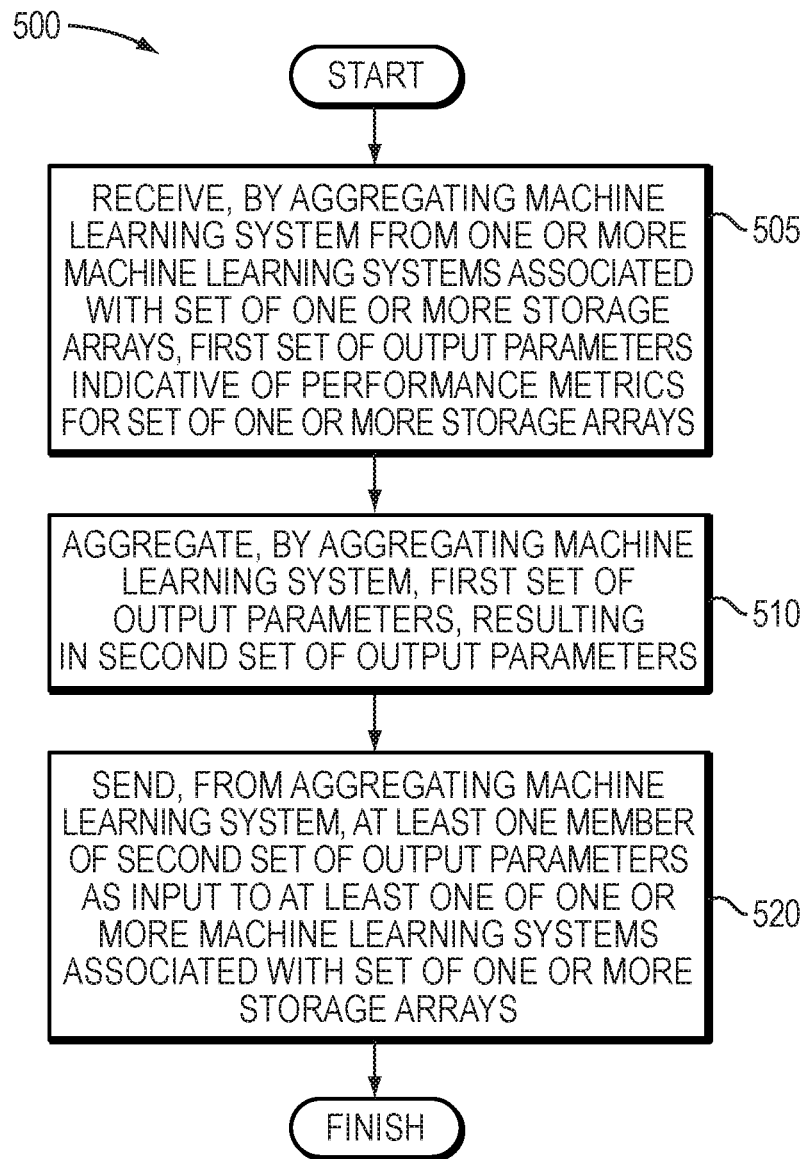 500
START
RECEIVE, BY AGGREGATING MACHINE
LEARNING SYSTEM FROM ONE OR MORE
MACHINE LEARNING SYSTEMS ASSOCIATED
WITH SET OF ONE OR MORE STORAGE
ARRAYS, FIRST SET OF OUTPUT PARAMETERS
INDICATIVE OF PERFORMANCE METRICS
FOR SET OF ONE OR MORE STORAGE ARRAYS
505
AGGREGATE, BY AGGREGATING MACHINE
LEARNING SYSTEM, FIRST SET OF
OUTPUT PARAMETERS, RESULTING
IN SECOND SET OF OUTPUT PARAMETERS
510
SEND, FROM AGGREGATING MACHINE
LEARNING SYSTEM, AT LEAST ONE MEMBER
OF SECOND SET OF OUTPUT PARAMETERS
AS INPUT TO AT LEAST ONE OF ONE OR
MORE MACHINE LEARNING SYSTEMS
ASSOCIATED WITH SET OF ONE OR MORE
STORAGE ARRAYS
520
FINISH